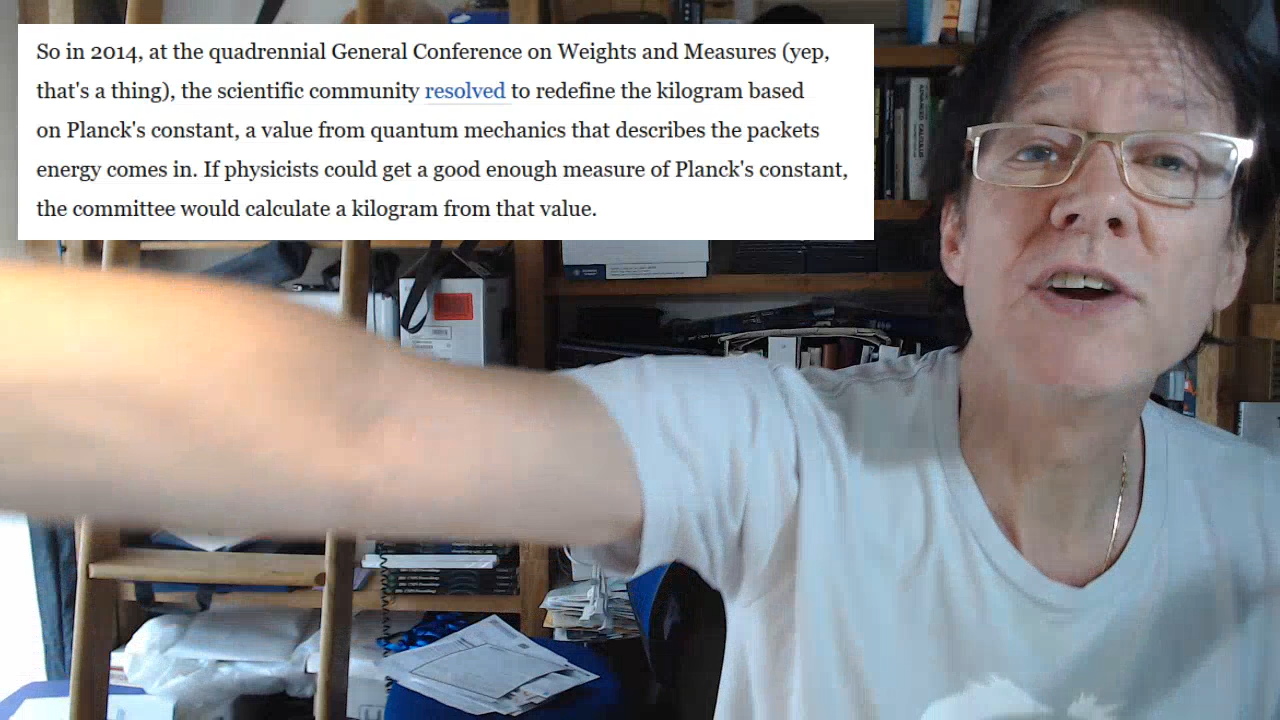 So in 2014, at the quadrennial General Conference on Weights and Measures (yep,
that's a thing), the scientific community resolved to redefine the kilogram based
on Planck's constant, a value from quantum mechanics that describes the packets
energy comes in. If physicists could get a good enough measure of Planck's constant,
the committee would calculate a kilogram from that value.
ADVANCED CALCULUS